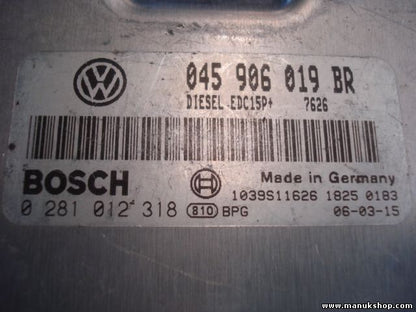 VW 045 906 019 BR
DIESEL EDC15P+ 7626
BOSCH
Made in Germany
1039S11626 1825 0183
0 281 012 318 810 BPG 06-03-15
www.manukshop.com